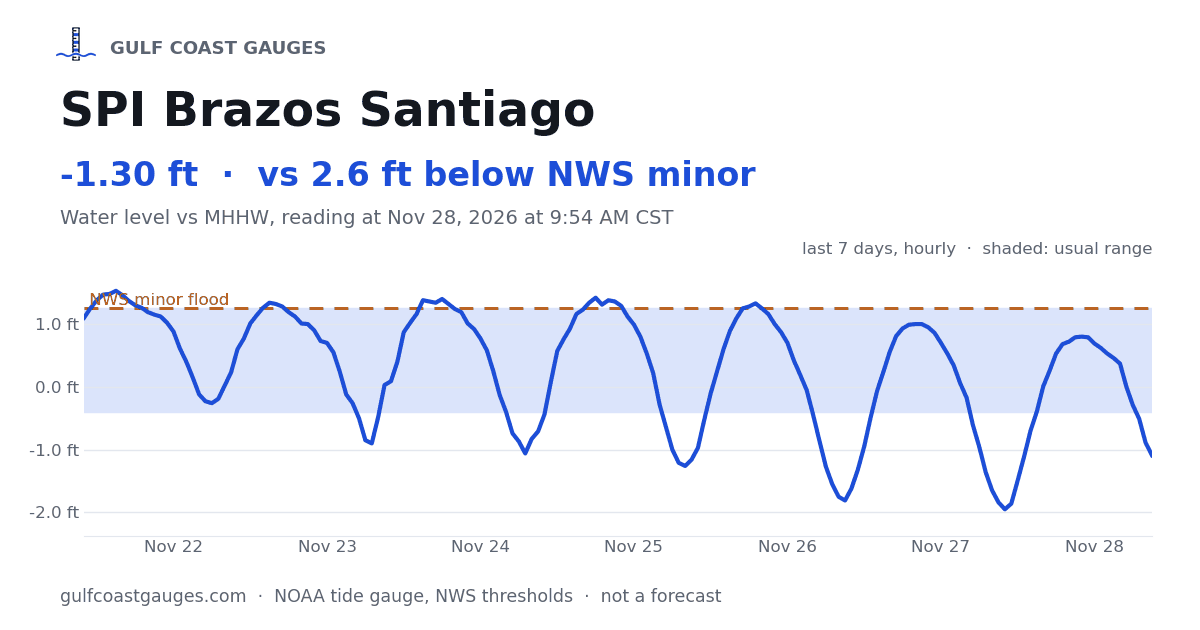 GULF COAST GAUGES
SPI Brazos Santiago
-1.30 ft · vs 2.6 ft below NWS minor
Water level vs MHHW, reading at Nov 28, 2026 at 9:54 AM CST
last 7 days, hourly · shaded: usual range
NWS minor flood
1.0 ft
0.0 ft
-1.0 ft
-2.0 ft
Nov 22 Nov 23 Nov 24 Nov 25 Nov 26 Nov 27 Nov 28
gulfcoastgauges.com · NOAA tide gauge, NWS thresholds · not a forecast